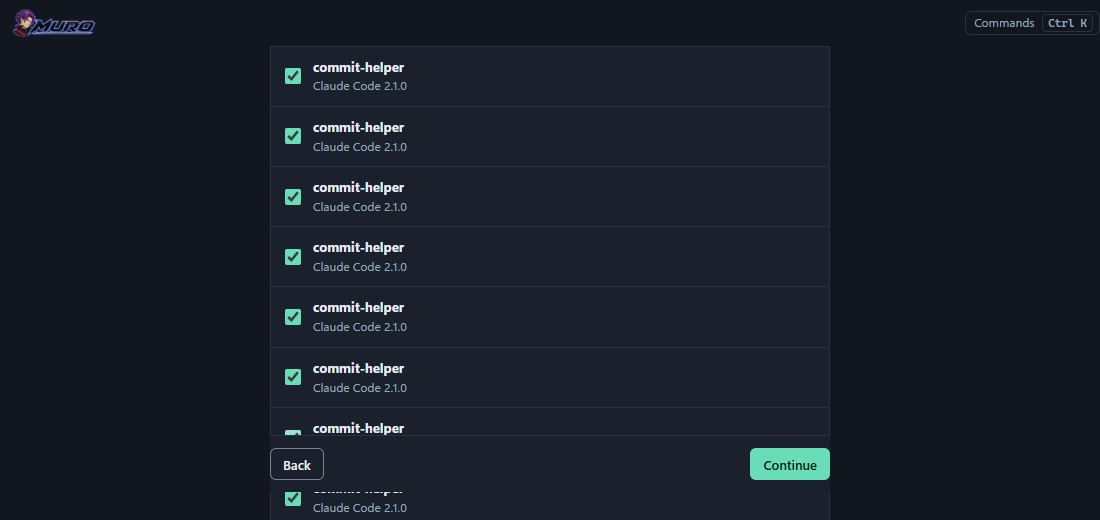 MURO
Commands Ctrl K
commit-helper
Claude Code 2.1.0
commit-helper
Claude Code 2.1.0
commit-helper
Claude Code 2.1.0
commit-helper
Claude Code 2.1.0
commit-helper
Claude Code 2.1.0
commit-helper
Claude Code 2.1.0
commit-helper
Back Continue
Claude Code 2.1.0